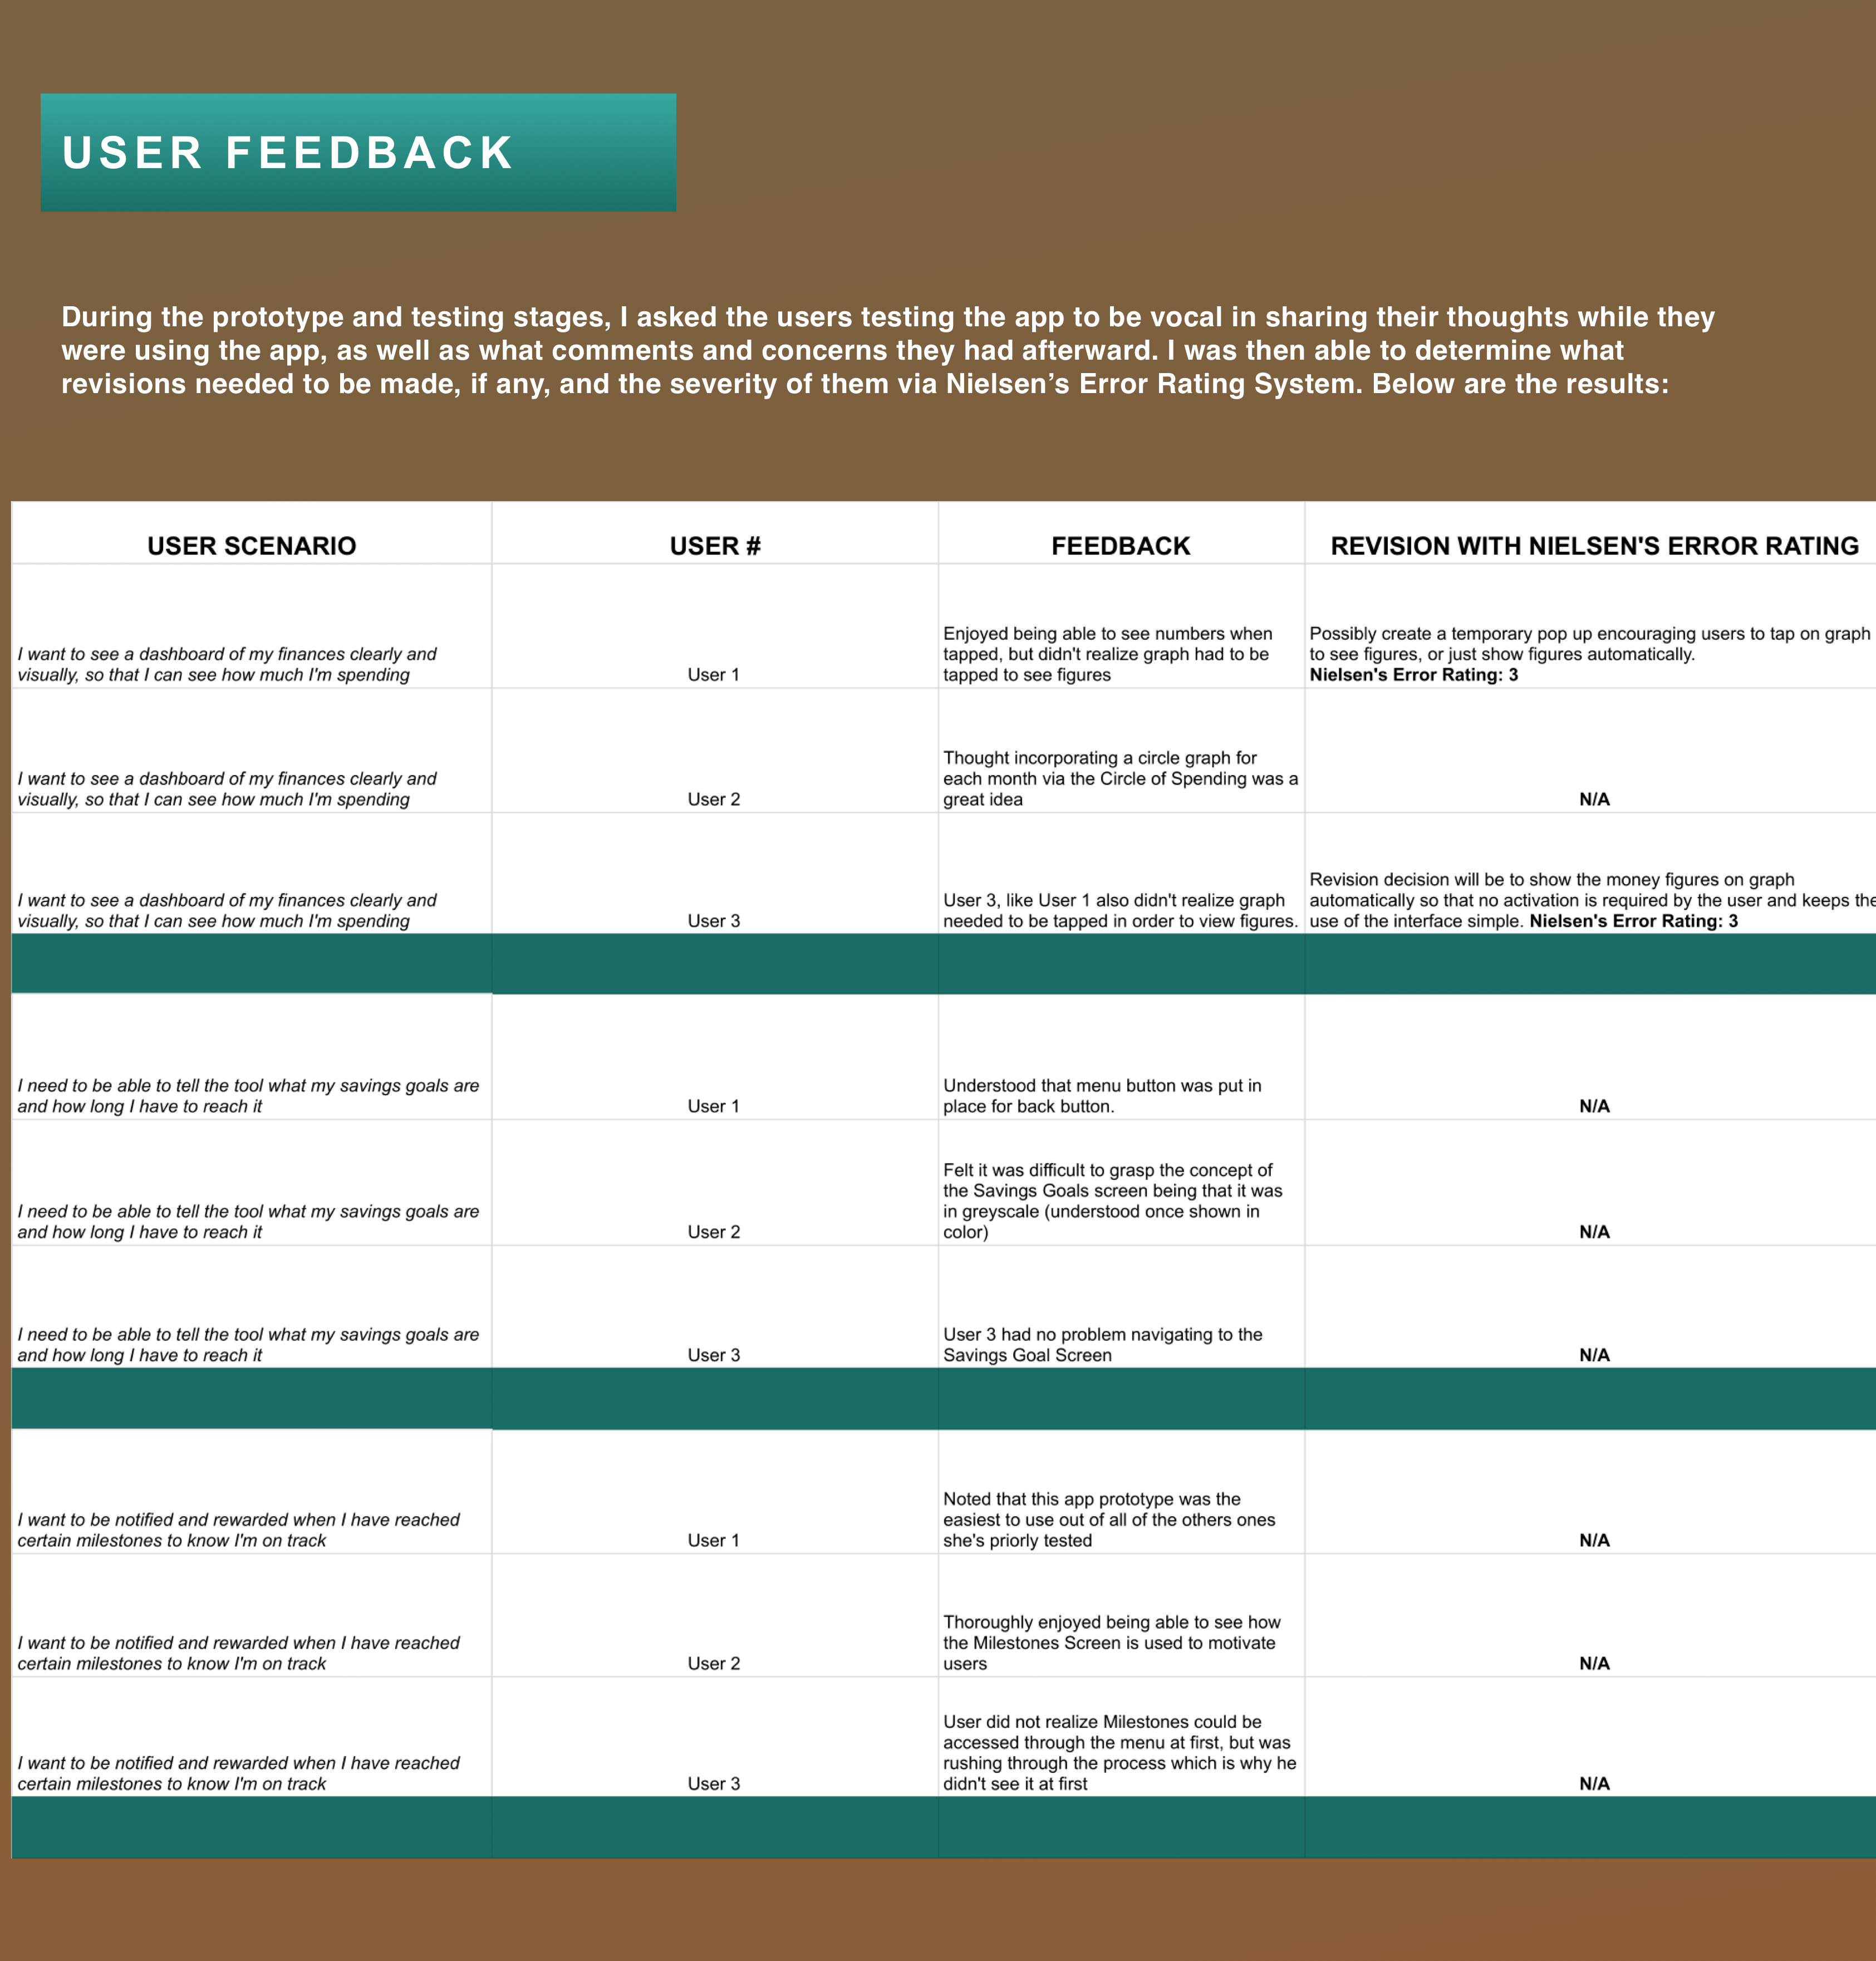 USER FEEDBACK
During the prototype and testing stages, I asked the users testing the app to be vocal in sharing their thoughts while they
were using the app, as well as what comments and concerns they had afterward. I was then able to determine what
revisions needed to be made, if any, and the severity of them via Nielsen’s Error Rating System. Below are the results:
USER SCENARIO
USER #
FEEDBACK
REVISION WITH NIELSEN'S ERROR RATING
I want to see a dashboard of my finances clearly and
visually, so that I can see how much I'm spending
User 1
Enjoyed being able to see numbers when
tapped, but didn't realize graph had to be
tapped to see figures
Possibly create a temporary pop up encouraging users to tap on graph
to see figures, or just show figures automatically.
Nielsen's Error Rating: 3
I want to see a dashboard of my finances clearly and
visually, so that I can see how much I'm spending
User 2
Thought incorporating a circle graph for
each month via the Circle of Spending was a
great idea
N/A
I want to see a dashboard of my finances clearly and
visually, so that I can see how much I'm spending
User 3
User 3, like User 1 also didn't realize graph
needed to be tapped in order to view figures.
Revision decision will be to show the money figures on graph
automatically so that no activation is required by the user and keeps the
use of the interface simple. Nielsen's Error Rating: 3
I need to be able to tell the tool what my savings goals are
and how long I have to reach it
User 1
Understood that menu button was put in
place for back button.
N/A
I need to be able to tell the tool what my savings goals are
and how long I have to reach it
User 2
Felt it was difficult to grasp the concept of
the Savings Goals screen being that it was
in greyscale (understood once shown in
color)
N/A
I need to be able to tell the tool what my savings goals are
and how long I have to reach it
User 3
User 3 had no problem navigating to the
Savings Goal Screen
N/A
I want to be notified and rewarded when I have reached
certain milestones to know I'm on track
User 1
Noted that this app prototype was the
easiest to use out of all of the others ones
she's priorly tested
N/A
I want to be notified and rewarded when I have reached
certain milestones to know I'm on track
User 2
Thoroughly enjoyed being able to see how
the Milestones Screen is used to motivate
users
N/A
I want to be notified and rewarded when I have reached
certain milestones to know I'm on track
User 3
User did not realize Milestones could be
accessed through the menu at first, but was
rushing through the process which is why he
didn't see it at first
N/A